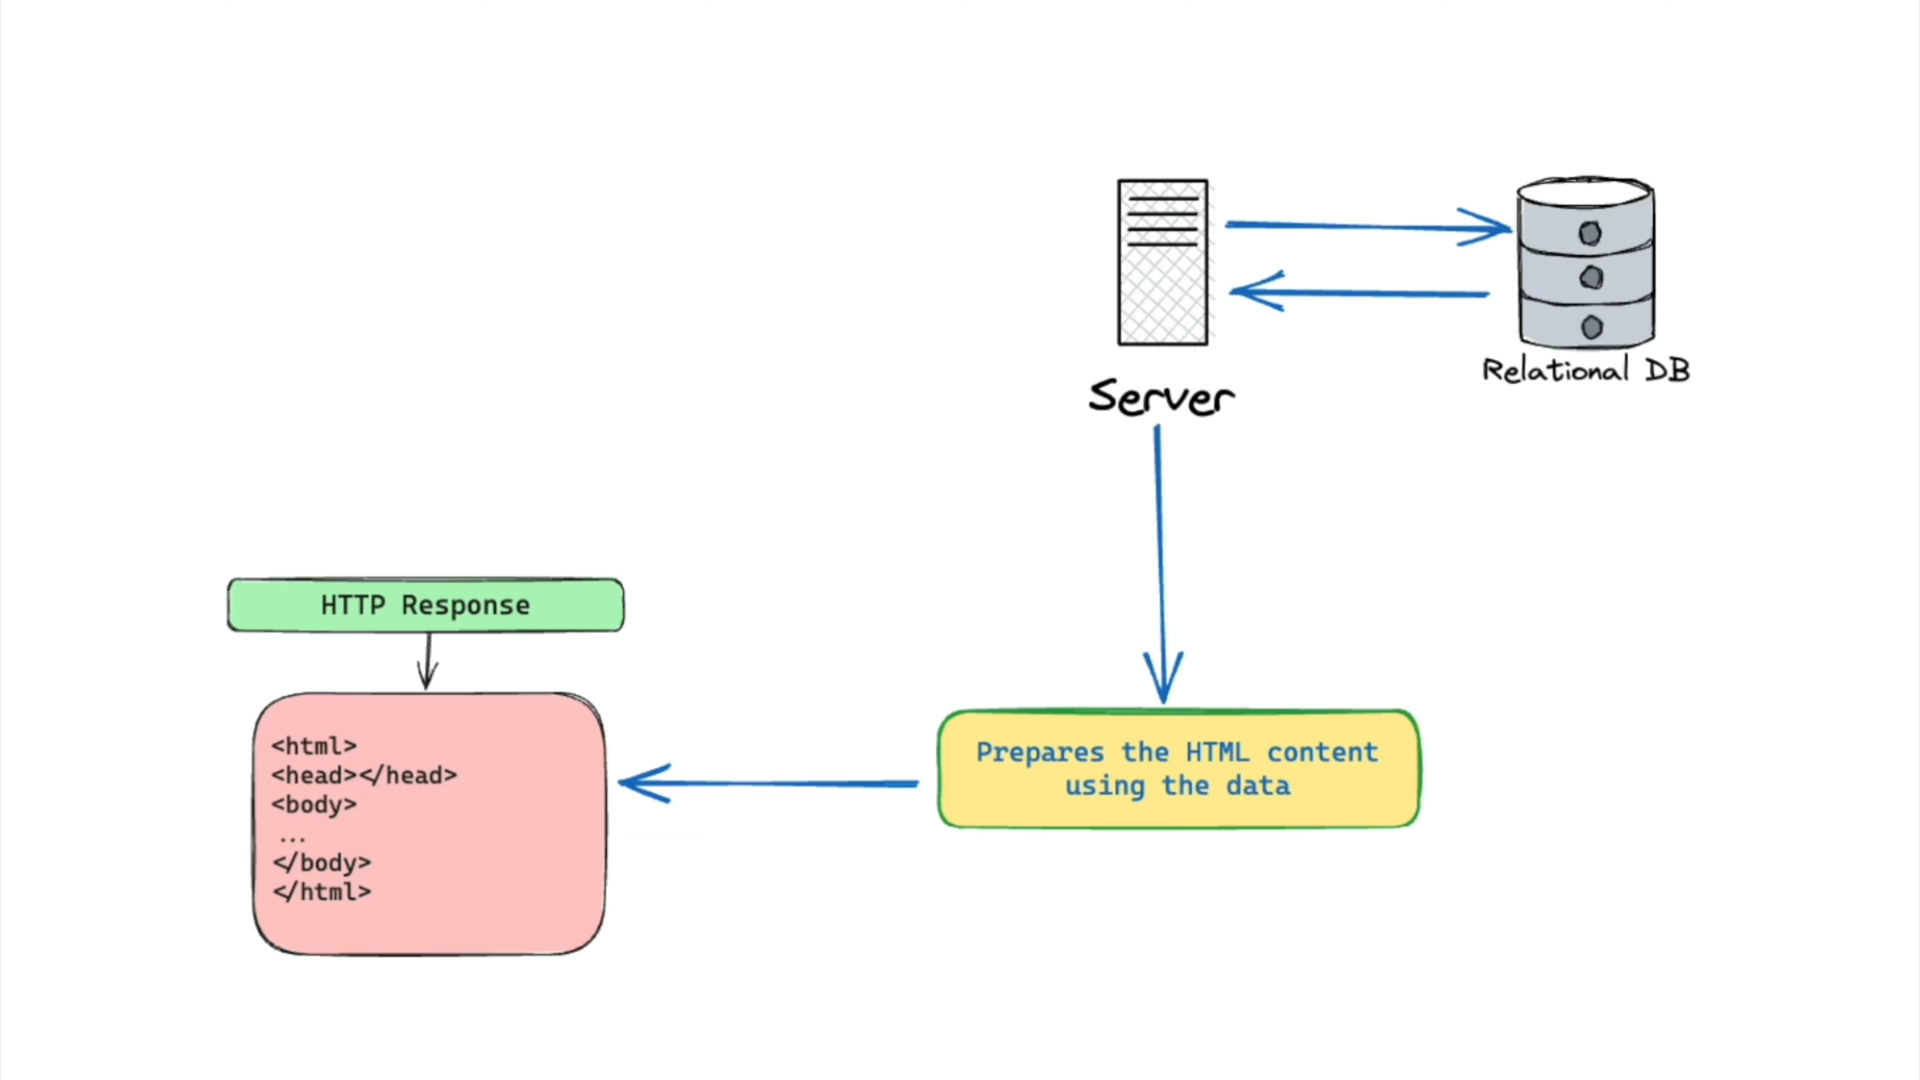 Server
Relational DB
HTTP Response
<html>
<head></head>
<body>
...
</body>
</html>
Prepares the HTML content
using the data